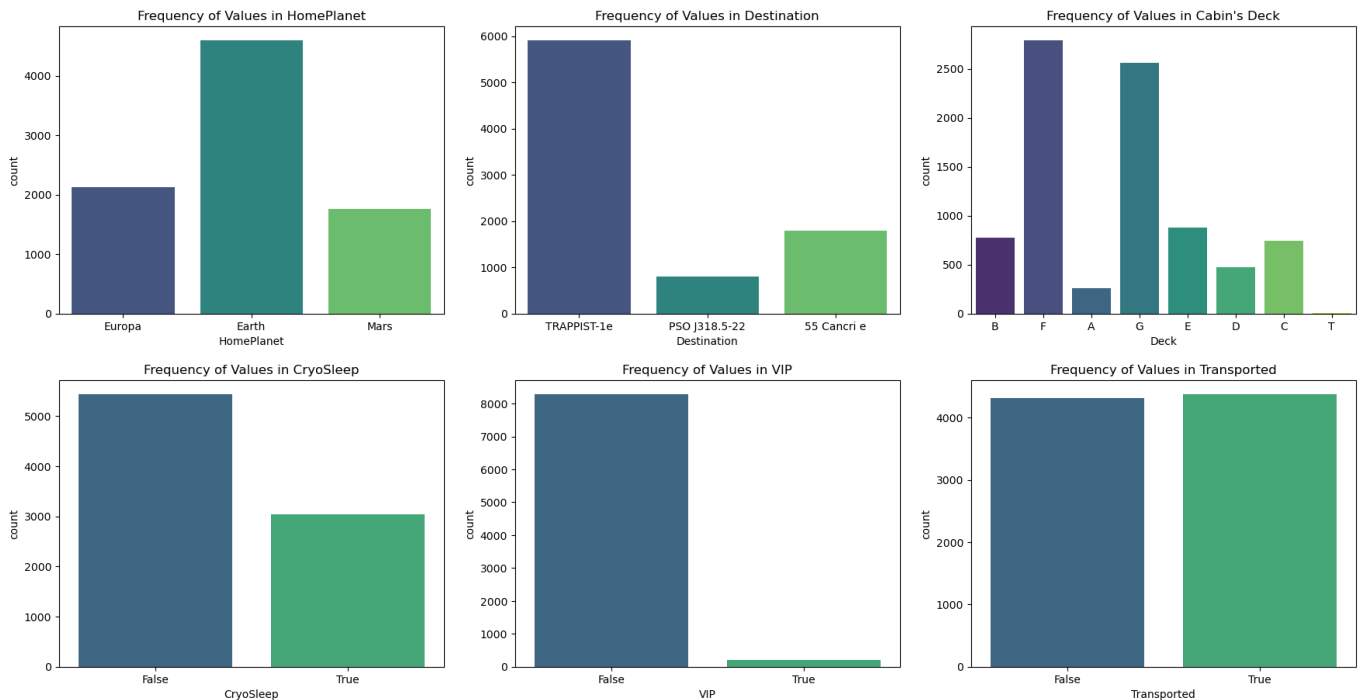 Frequency of Values in HomePlanet
count
4000
3000
2000
1000
0
Europa Earth Mars
HomePlanet
Frequency of Values in Destination
count
6000
5000
4000
3000
2000
1000
0
TRAPPIST-1e PSO J318.5-22 55 Cancri e
Destination
Frequency of Values in Cabin's Deck
count
2500
2000
1500
1000
500
0
B F A G E D C T
Deck
Frequency of Values in CryoSleep
count
5000
4000
3000
2000
1000
0
False True
CryoSleep
Frequency of Values in VIP
count
8000
7000
6000
5000
4000
3000
2000
1000
0
False True
VIP
Frequency of Values in Transported
count
4000
3000
2000
1000
0
False True
Transported